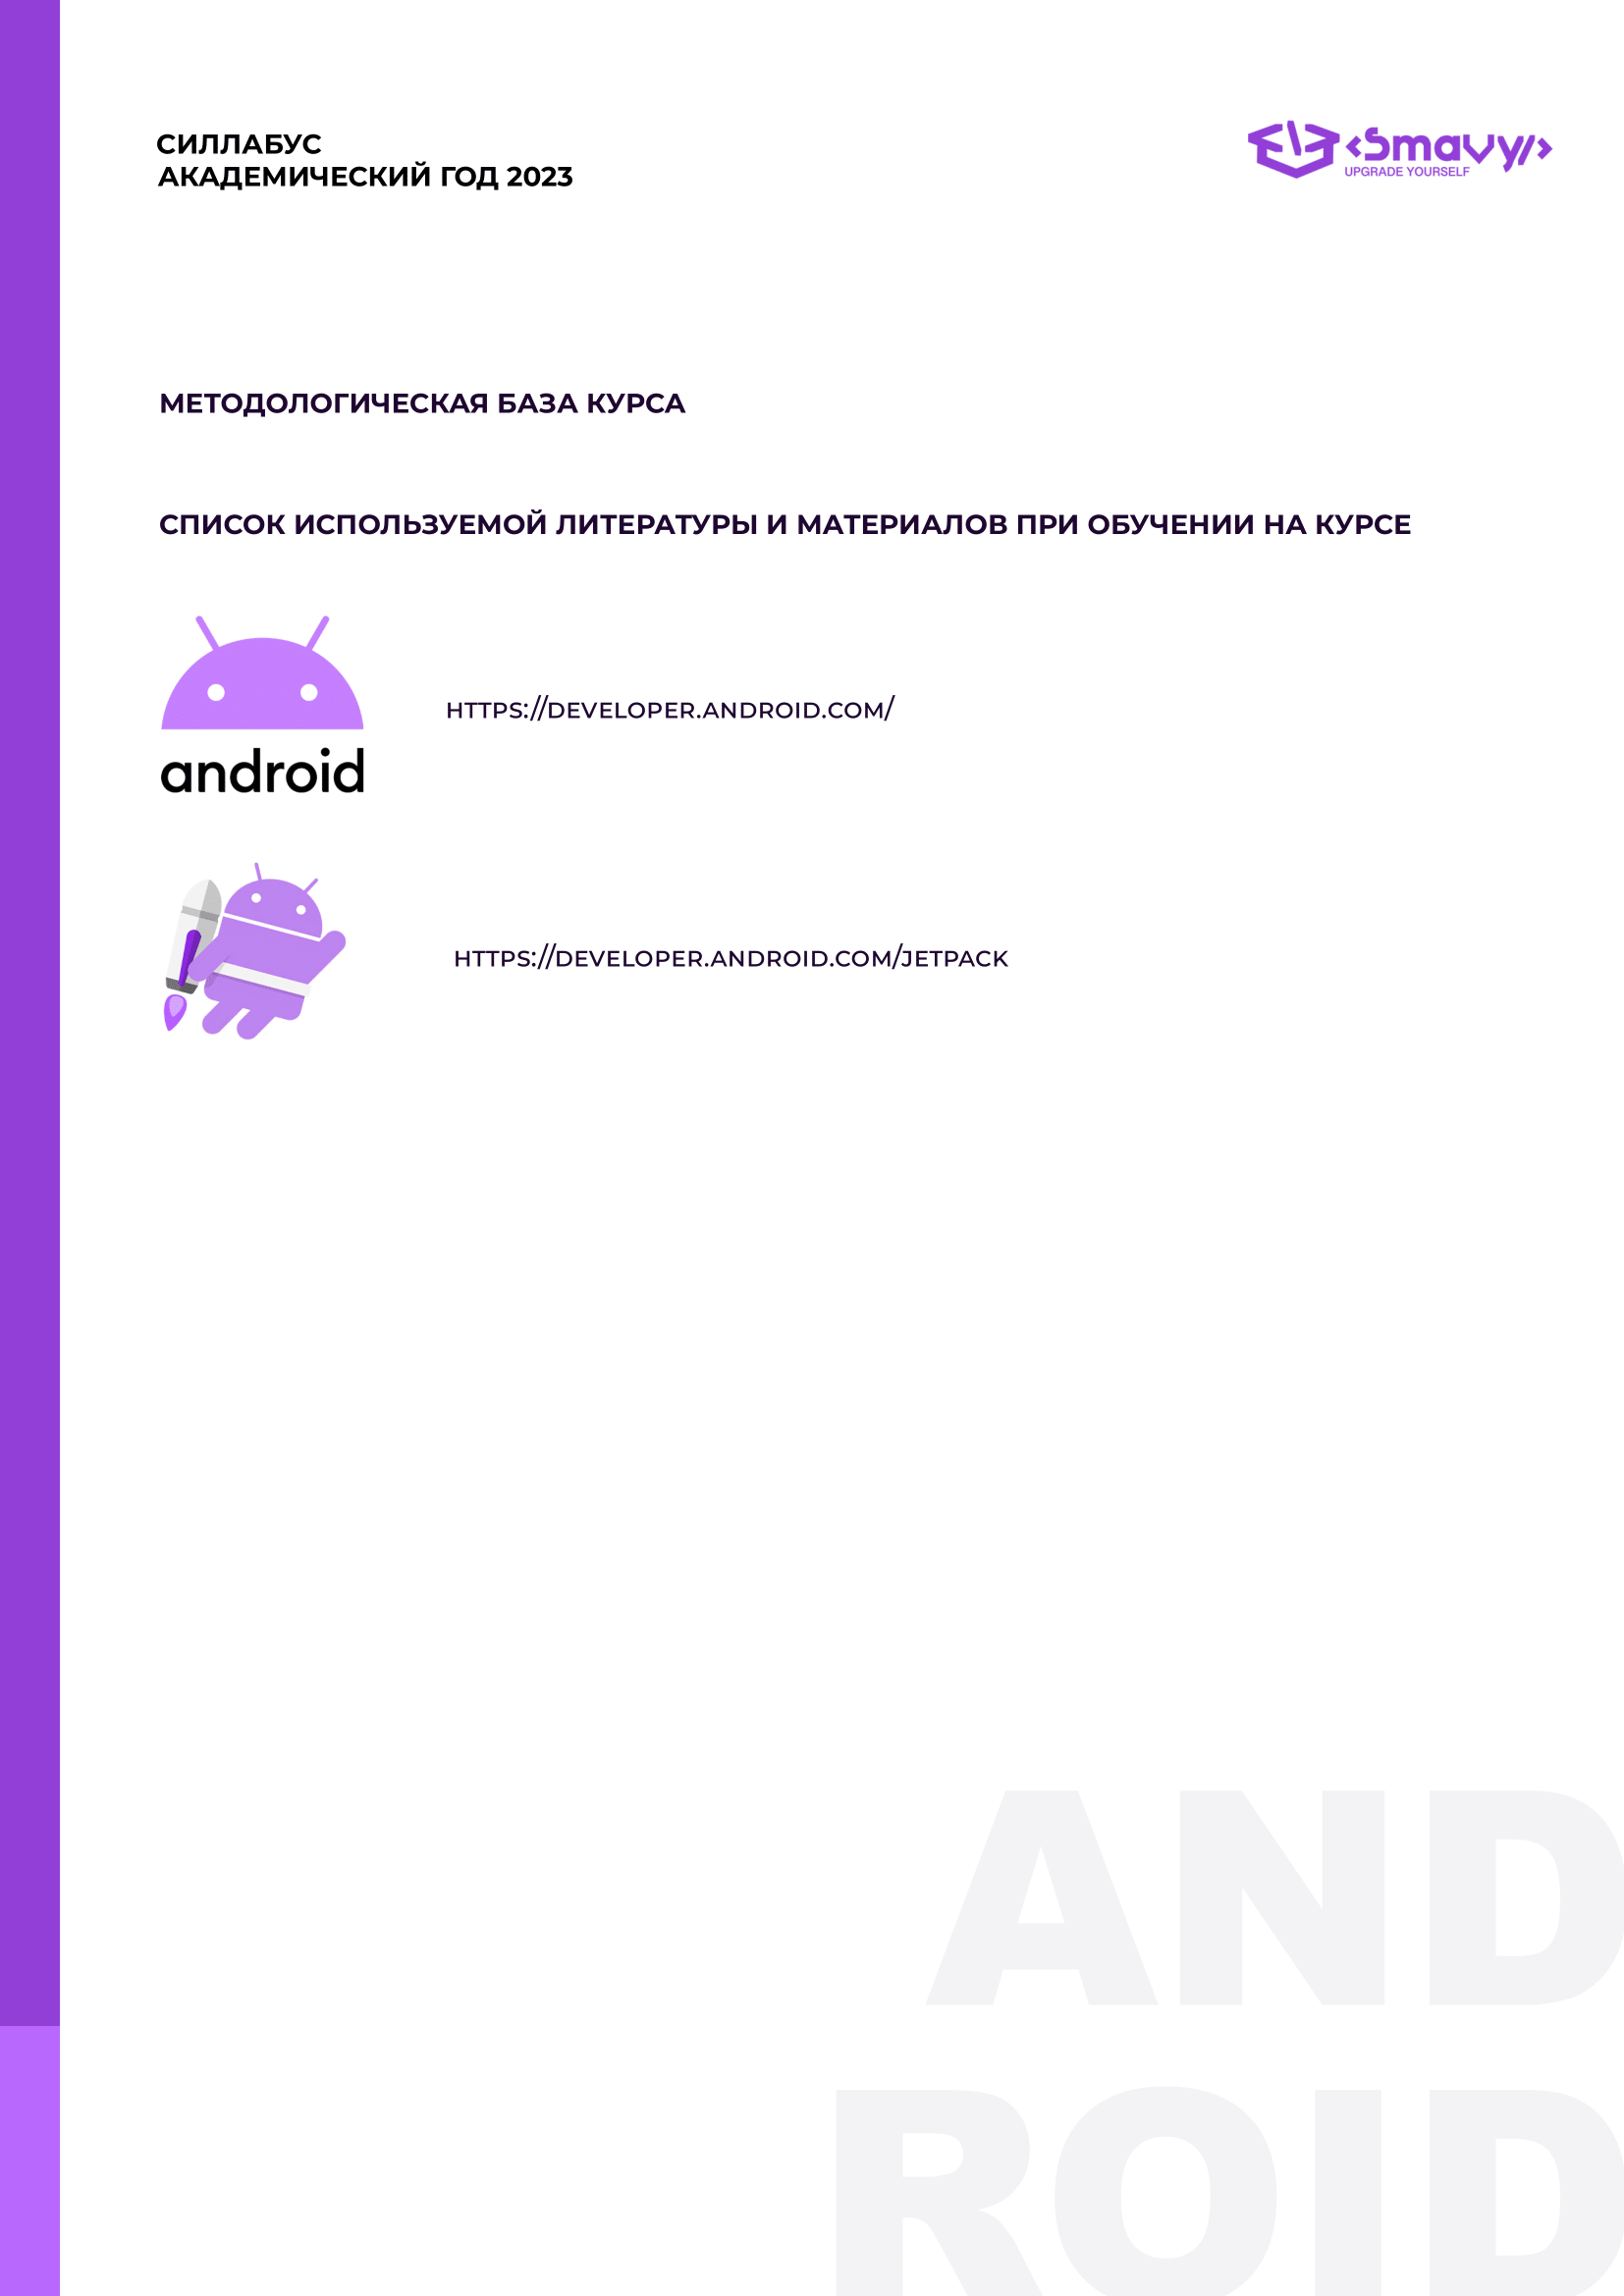 СИЛЛАБУС
АКАДЕМИЧЕСКИЙ ГОД 2023
<Smavy/>
UPGRADE YOURSELF
МЕТОДОЛОГИЧЕСКАЯ БАЗА КУРСА
СПИСОК ИСПОЛЬЗУЕМОЙ ЛИТЕРАТУРЫ И МАТЕРИАЛОВ ПРИ ОБУЧЕНИИ НА КУРСЕ
HTTPS://DEVELOPER.ANDROID.COM/
android
HTTPS://DEVELOPER.ANDROID.COM/JETPACK
AND
ROID